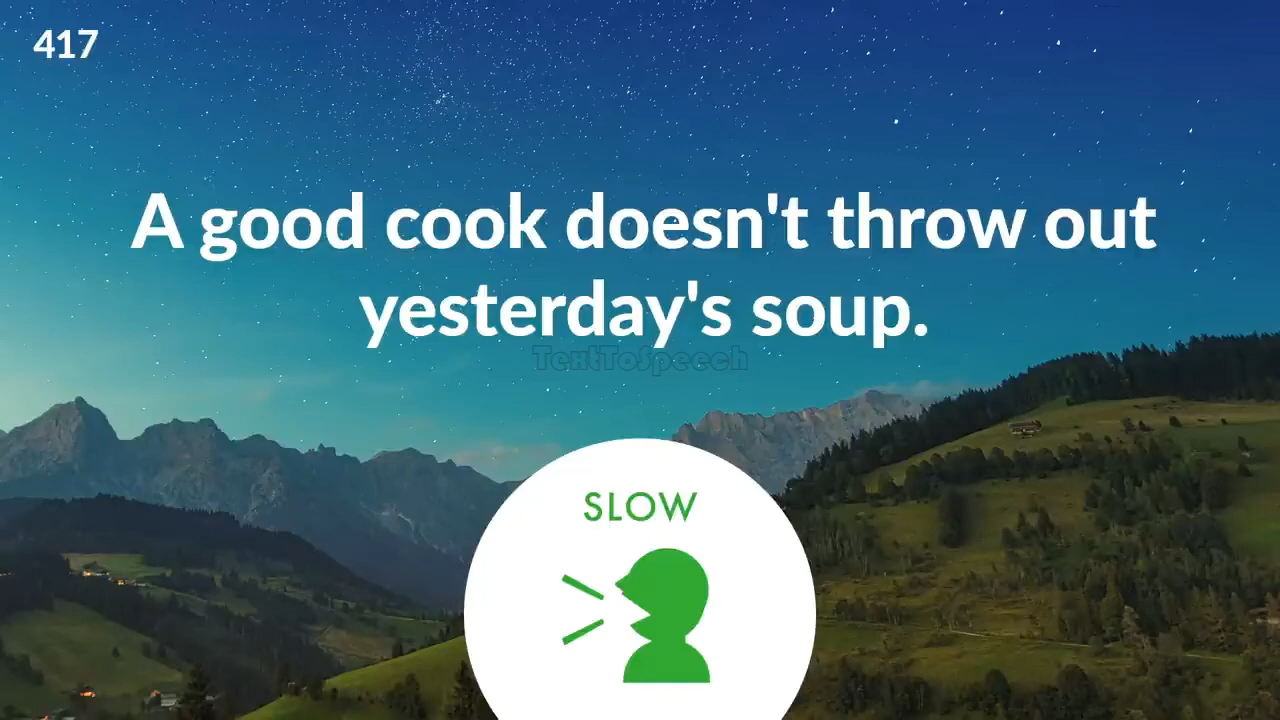 417
A good cook doesn't throw out
yesterday's soup.
TextToSpeech
SLOW